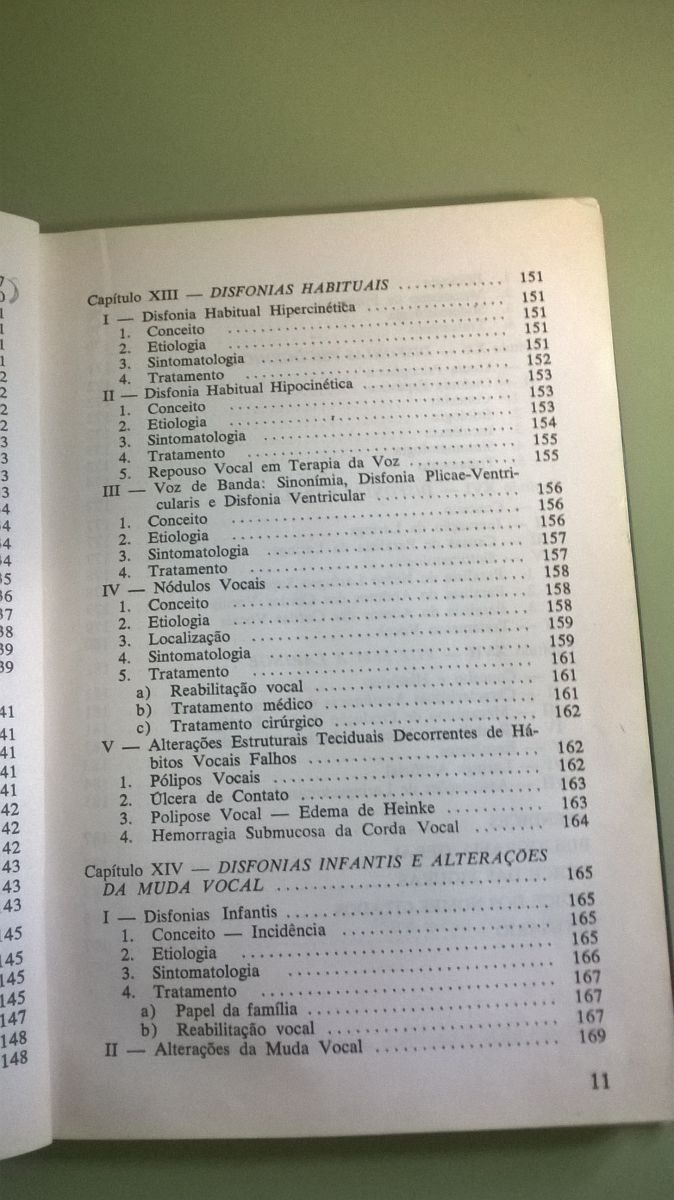 Capítulo XIII — DISFONIAS HABITUAIS ............. 151
I — Disfonia Habitual Hipercinética ................. 151
1. Conceito ................. 151
2. Etiologia ................. 151
3. Sintomatologia ................. 151
4. Tratamento ................. 152
II — Disfonia Habitual Hipocinética ................. 153
1. Conceito ................. 153
2. Etiologia ................. 153
3. Sintomatologia ................. 154
4. Tratamento ................. 155
5. Repouso Vocal em Terapia da Voz ............. 155
III — Voz de Banda: Sinonímia, Disfonia Plicae-Ventri-
cularis e Disfonia Ventricular ................. 156
1. Conceito ................. 156
2. Etiologia ................. 156
3. Sintomatologia ................. 157
4. Tratamento ................. 157
IV — Nódulos Vocais ................. 158
1. Conceito ................. 158
2. Etiologia ................. 158
3. Localização ................. 159
4. Sintomatologia ................. 159
5. Tratamento ................. 161
a) Reabilitação vocal ................. 161
b) Tratamento médico ................. 161
c) Tratamento cirúrgico ................. 162
V — Alterações Estruturais Teciduais Decorrentes de Há-
bitos Vocais Falhos ................. 162
1. Pólipos Vocais ................. 162
2. Úlcera de Contato ................. 163
3. Polipose Vocal — Edema de Heinke ........... 163
4. Hemorragia Submucosa da Corda Vocal ........ 164
Capítulo XIV — DISFONIAS INFANTIS E ALTERAÇÕES
DA MUDA VOCAL ................. 165
I — Disfonias Infantis ................. 165
1. Conceito — Incidência ................. 165
2. Etiologia ................. 165
3. Sintomatologia ................. 166
4. Tratamento ................. 167
a) Papel da família ................. 167
b) Reabilitação vocal ................. 167
II — Alterações da Muda Vocal ................. 169
11
145
145
145
145
147
148
148